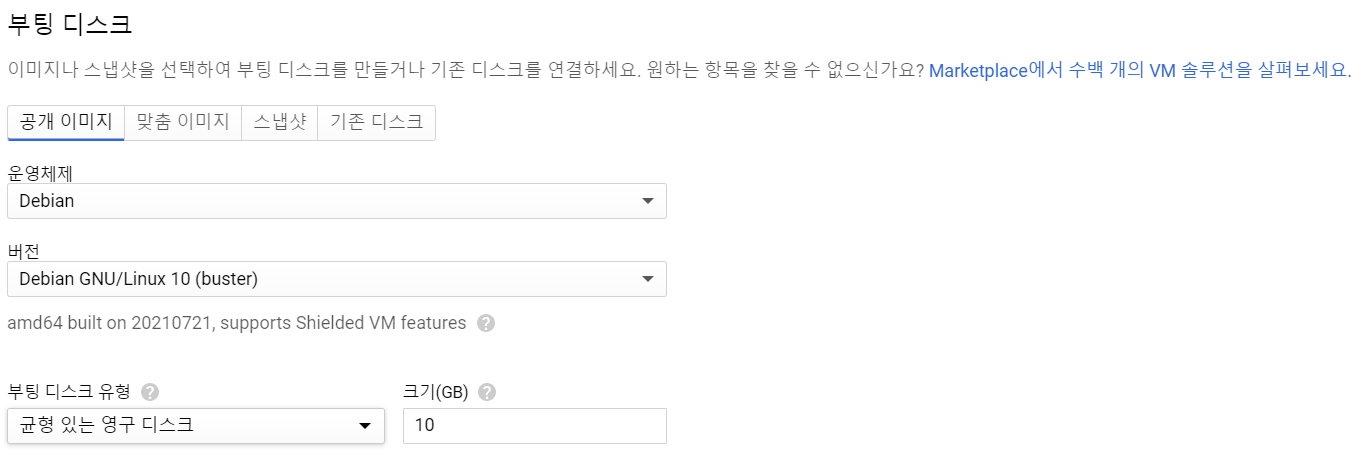 부팅 디스크
이미지나 스냅샷을 선택하여 부팅 디스크를 만들거나 기존 디스크를 연결하세요. 원하는 항목을 찾을 수 없으신가요? Marketplace에서 수백 개의 VM 솔루션을 살펴보세요.
공개 이미지 맞춤 이미지 스냅샷 기존 디스크
운영체제
Debian
버전
Debian GNU/Linux 10 (buster)
amd64 built on 20210721, supports Shielded VM features ?
부팅 디스크 유형 ? 크기(GB) ?
균형 있는 영구 디스크 10